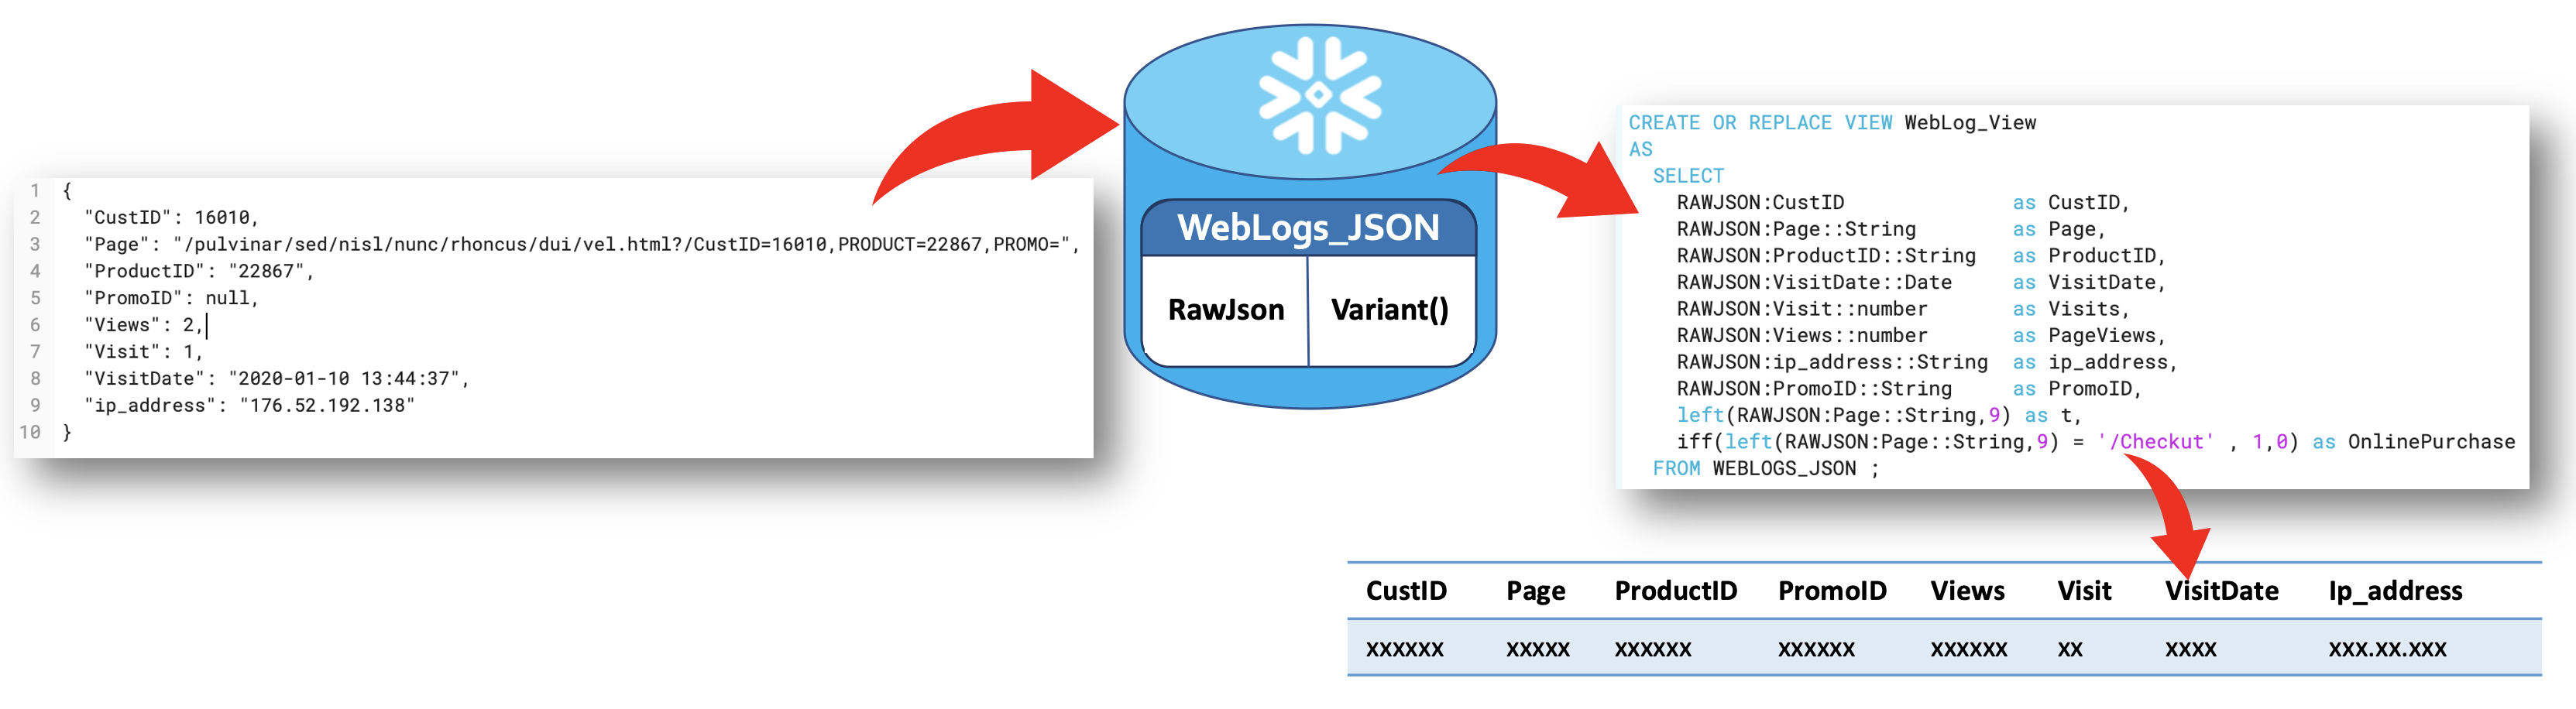 1 {
2 "CustID": 16010,
3 "Page": "/pulvinar/sed/nisl/nunc/rhoncus/dui/vel.html?/CustID=16010,PRODUCT=22867,PROMO=",
4 "ProductID": "22867",
5 "PromoID": null,
6 "Views": 2,
7 "Visit": 1,
8 "VisitDate": "2020-01-10 13:44:37",
9 "ip_address": "176.52.192.138"
10 }
WebLogs_JSON
RawJson Variant()
CREATE OR REPLACE VIEW WebLog_View
AS
SELECT
RAWJSON:CustID as CustID,
RAWJSON:Page::String as Page,
RAWJSON:ProductID::String as ProductID,
RAWJSON:VisitDate::Date as VisitDate,
RAWJSON:Visit::number as Visits,
RAWJSON:Views::number as PageViews,
RAWJSON:ip_address::String as ip_address,
RAWJSON:PromoID::String as PromoID,
left(RAWJSON:Page::String,9) as t,
iff(left(RAWJSON:Page::String,9) = '/Checkut' , 1,0) as OnlinePurchase
FROM WEBLOGS_JSON ;
CustID Page ProductID PromoID Views Visit VisitDate Ip_address
xxxxxx xxxxx xxxxxx xxxxxx xxxxxx xx xxxx xxx.xx.xxx